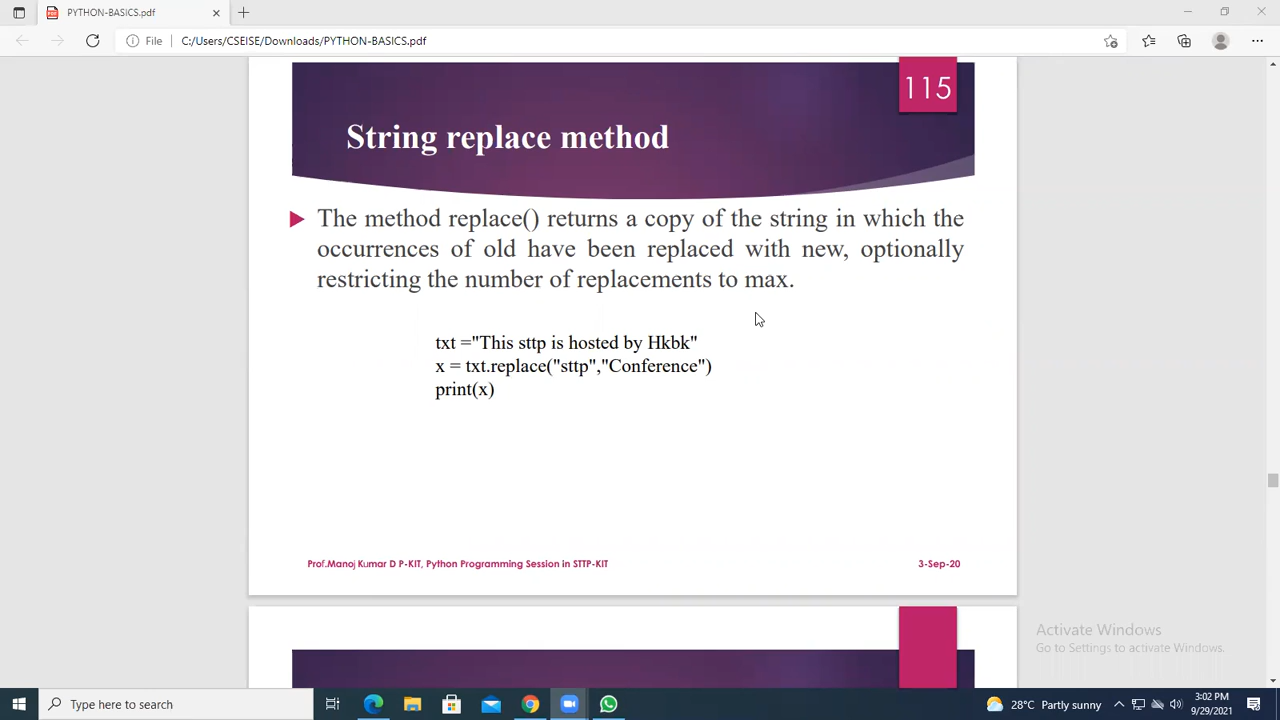 PYTHON-BASICS.pdf
File C:/Users/CSEISE/Downloads/PYTHON-BASICS.pdf
115
String replace method
The method replace() returns a copy of the string in which the
occurrences of old have been replaced with new, optionally
restricting the number of replacements to max.
txt ="This sttp is hosted by Hkbk"
x = txt.replace("sttp","Conference")
print(x)
Prof.Manoj Kumar D P-KIT, Python Programming Session in STTP-KIT
3-Sep-20
Activate Windows
Go to Settings to activate Windows.
Type here to search
28°C Partly sunny
3:02 PM
9/29/2021